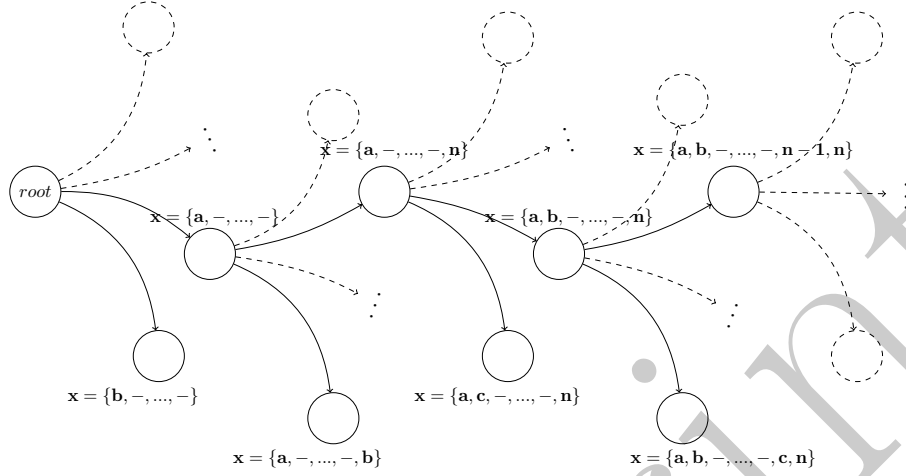 x = {a, −, ..., −, n}
x = {a, b, −, ..., −, n − 1, n}
root
x = {a, −, ..., −}
x = {a, b, −, ..., −, n}
x = {b, −, ..., −}
x = {a, c, −, ..., −, n}
x = {a, −, ..., −, b}
x = {a, b, −, ..., −, c, n}